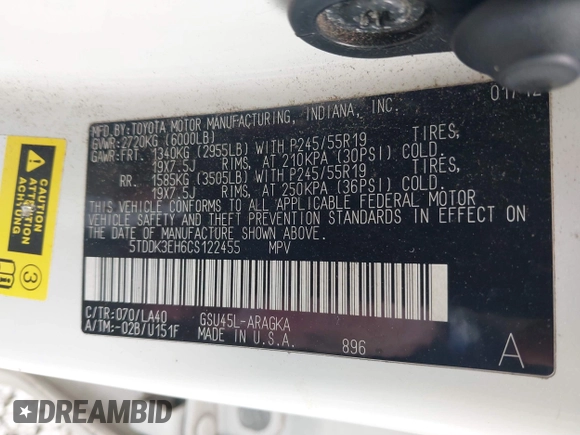 01/12
MFD.BY:TOYOTA MOTOR MANUFACTURING, INDIANA, INC.
GVWR:2720KG (6000LB)
GAWR:FRT. 1340KG (2955LB) WITH P245/55R19 TIRES,
19X7.5J RIMS, AT 210KPA (30PSI) COLD.
RR. 1585KG (3505LB) WITH P245/55R19 TIRES,
19X7.5J RIMS, AT 250KPA (36PSI) COLD.
THIS VEHICLE CONFORMS TO ALL APPLICABLE FEDERAL MOTOR
VEHICLE SAFETY AND THEFT PREVENTION STANDARDS IN EFFECT ON
THE DATE OF MANUFACTURE SHOWN ABOVE.
5TDDK3EH6CS122455 MPV
C/TR:070/LA40 GSU45L-ARAGKA
A/TM:-02B/U151F MADE IN U.S.A. 896
A
CAUTION
ATTENTION
ACHTUNG
3
DREAMBID